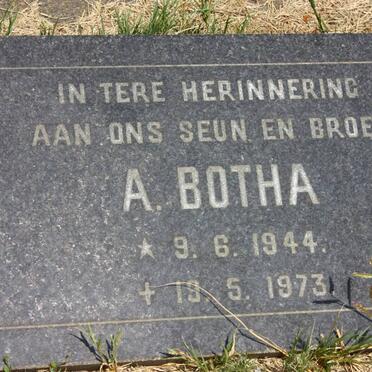 IN TERE HERINNERING
AAN ONS SEUN EN BROE
A. BOTHA
★ 9. 6. 1944.
✝ 19. 5. 1973